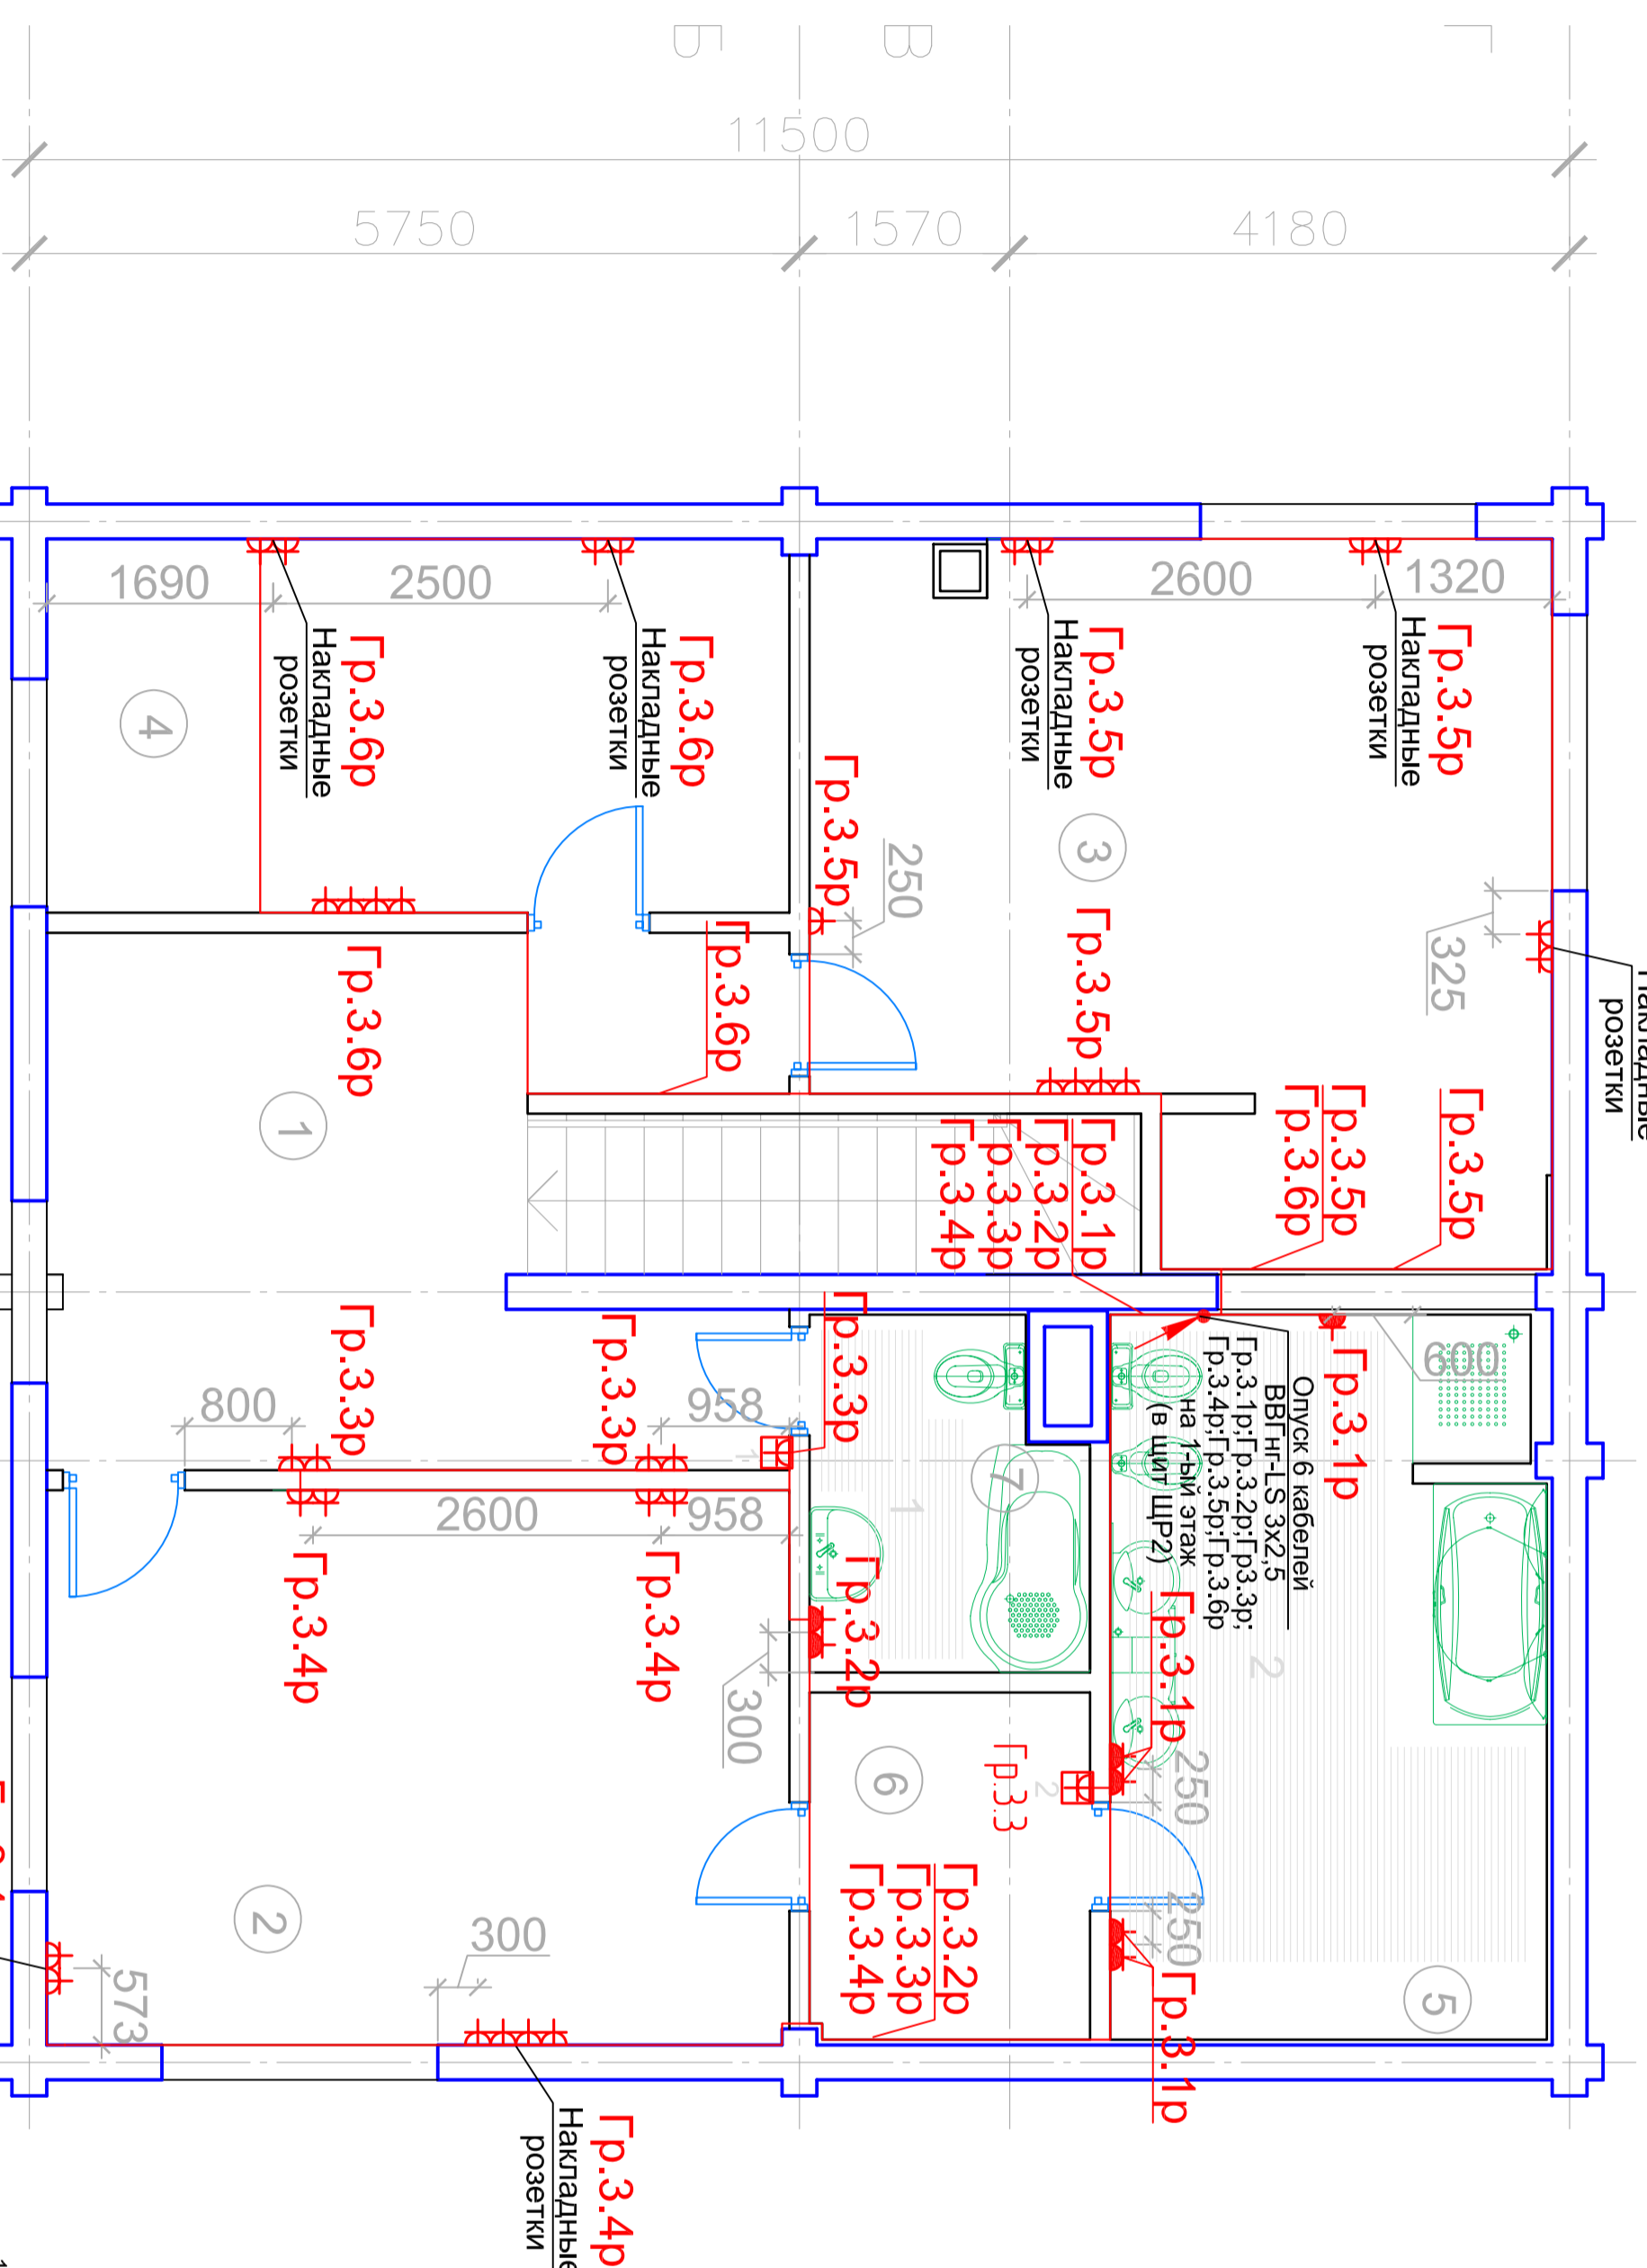 Б
В
Г
11500
5750
1570
4180
1690
2500
2600
1320
Гр.3.6р
Накладные
розетки
Гр.3.6р
Накладные
розетки
Гр.3.5р
Накладные
розетки
Гр.3.5р
Накладные
розетки
4
3
Гр.3.5р
250
325
Накладные
розетки
Гр.3.6р
Гр.3.6р
Гр.3.5р
1
Гр.3.1р
Гр.3.2р
Гр.3.3р
Гр.3.4р
Гр.3.5р
Гр.3.6р
Гр.3.5р
Гр.3.3р
Гр.3.3р
Гр.3.3р
800
958
1
600
Гр.3.1р
Опуск 6 кабелей
ВВГнг-LS 3х2,5
Гр.3.1р;Гр.3.2р;Гр3.3р;
Гр.3.4р;Гр.3.5р;Гр.3.6р
на 1-ый этаж
(в щит ЩР2)
7
1
2600
958
Гр.3.4р
Гр.3.4р
Гр.3.2р
300
Гр.3.1р
250
2
6
Гр.3.3
2
Гр.3.2р
Гр.3.3р
Гр.3.4р
250
Гр.3.1р
5
2
300
573
Гр.3.4р
Накладные
розетки